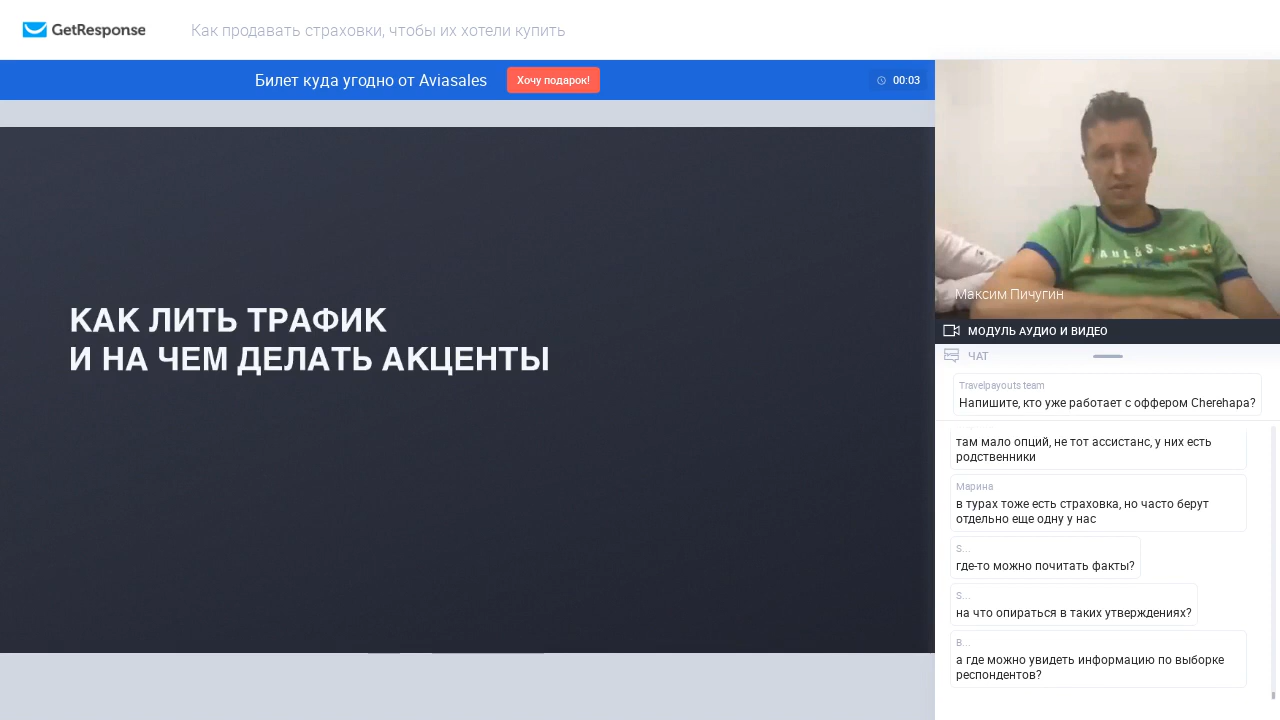 GetResponse
Как продавать страховки, чтобы их хотели купить
Билет куда угодно от Aviasales
Хочу подарок!
00:03
КАК ЛИТЬ ТРАФИК
И НА ЧЕМ ДЕЛАТЬ АКЦЕНТЫ
Максим Пичугин
МОДУЛЬ АУДИО И ВИДЕО
ЧАТ
Travelpayouts team
Напишите, кто уже работает с оффером Cherehapa?
там мало опций, не тот ассистанс, у них есть
родственники
Марина
в турах тоже есть страховка, но часто берут
отдельно еще одну у нас
S...
где-то можно почитать факты?
S...
на что опираться в таких утверждениях?
В...
а где можно увидеть информацию по выборке
респондентов?